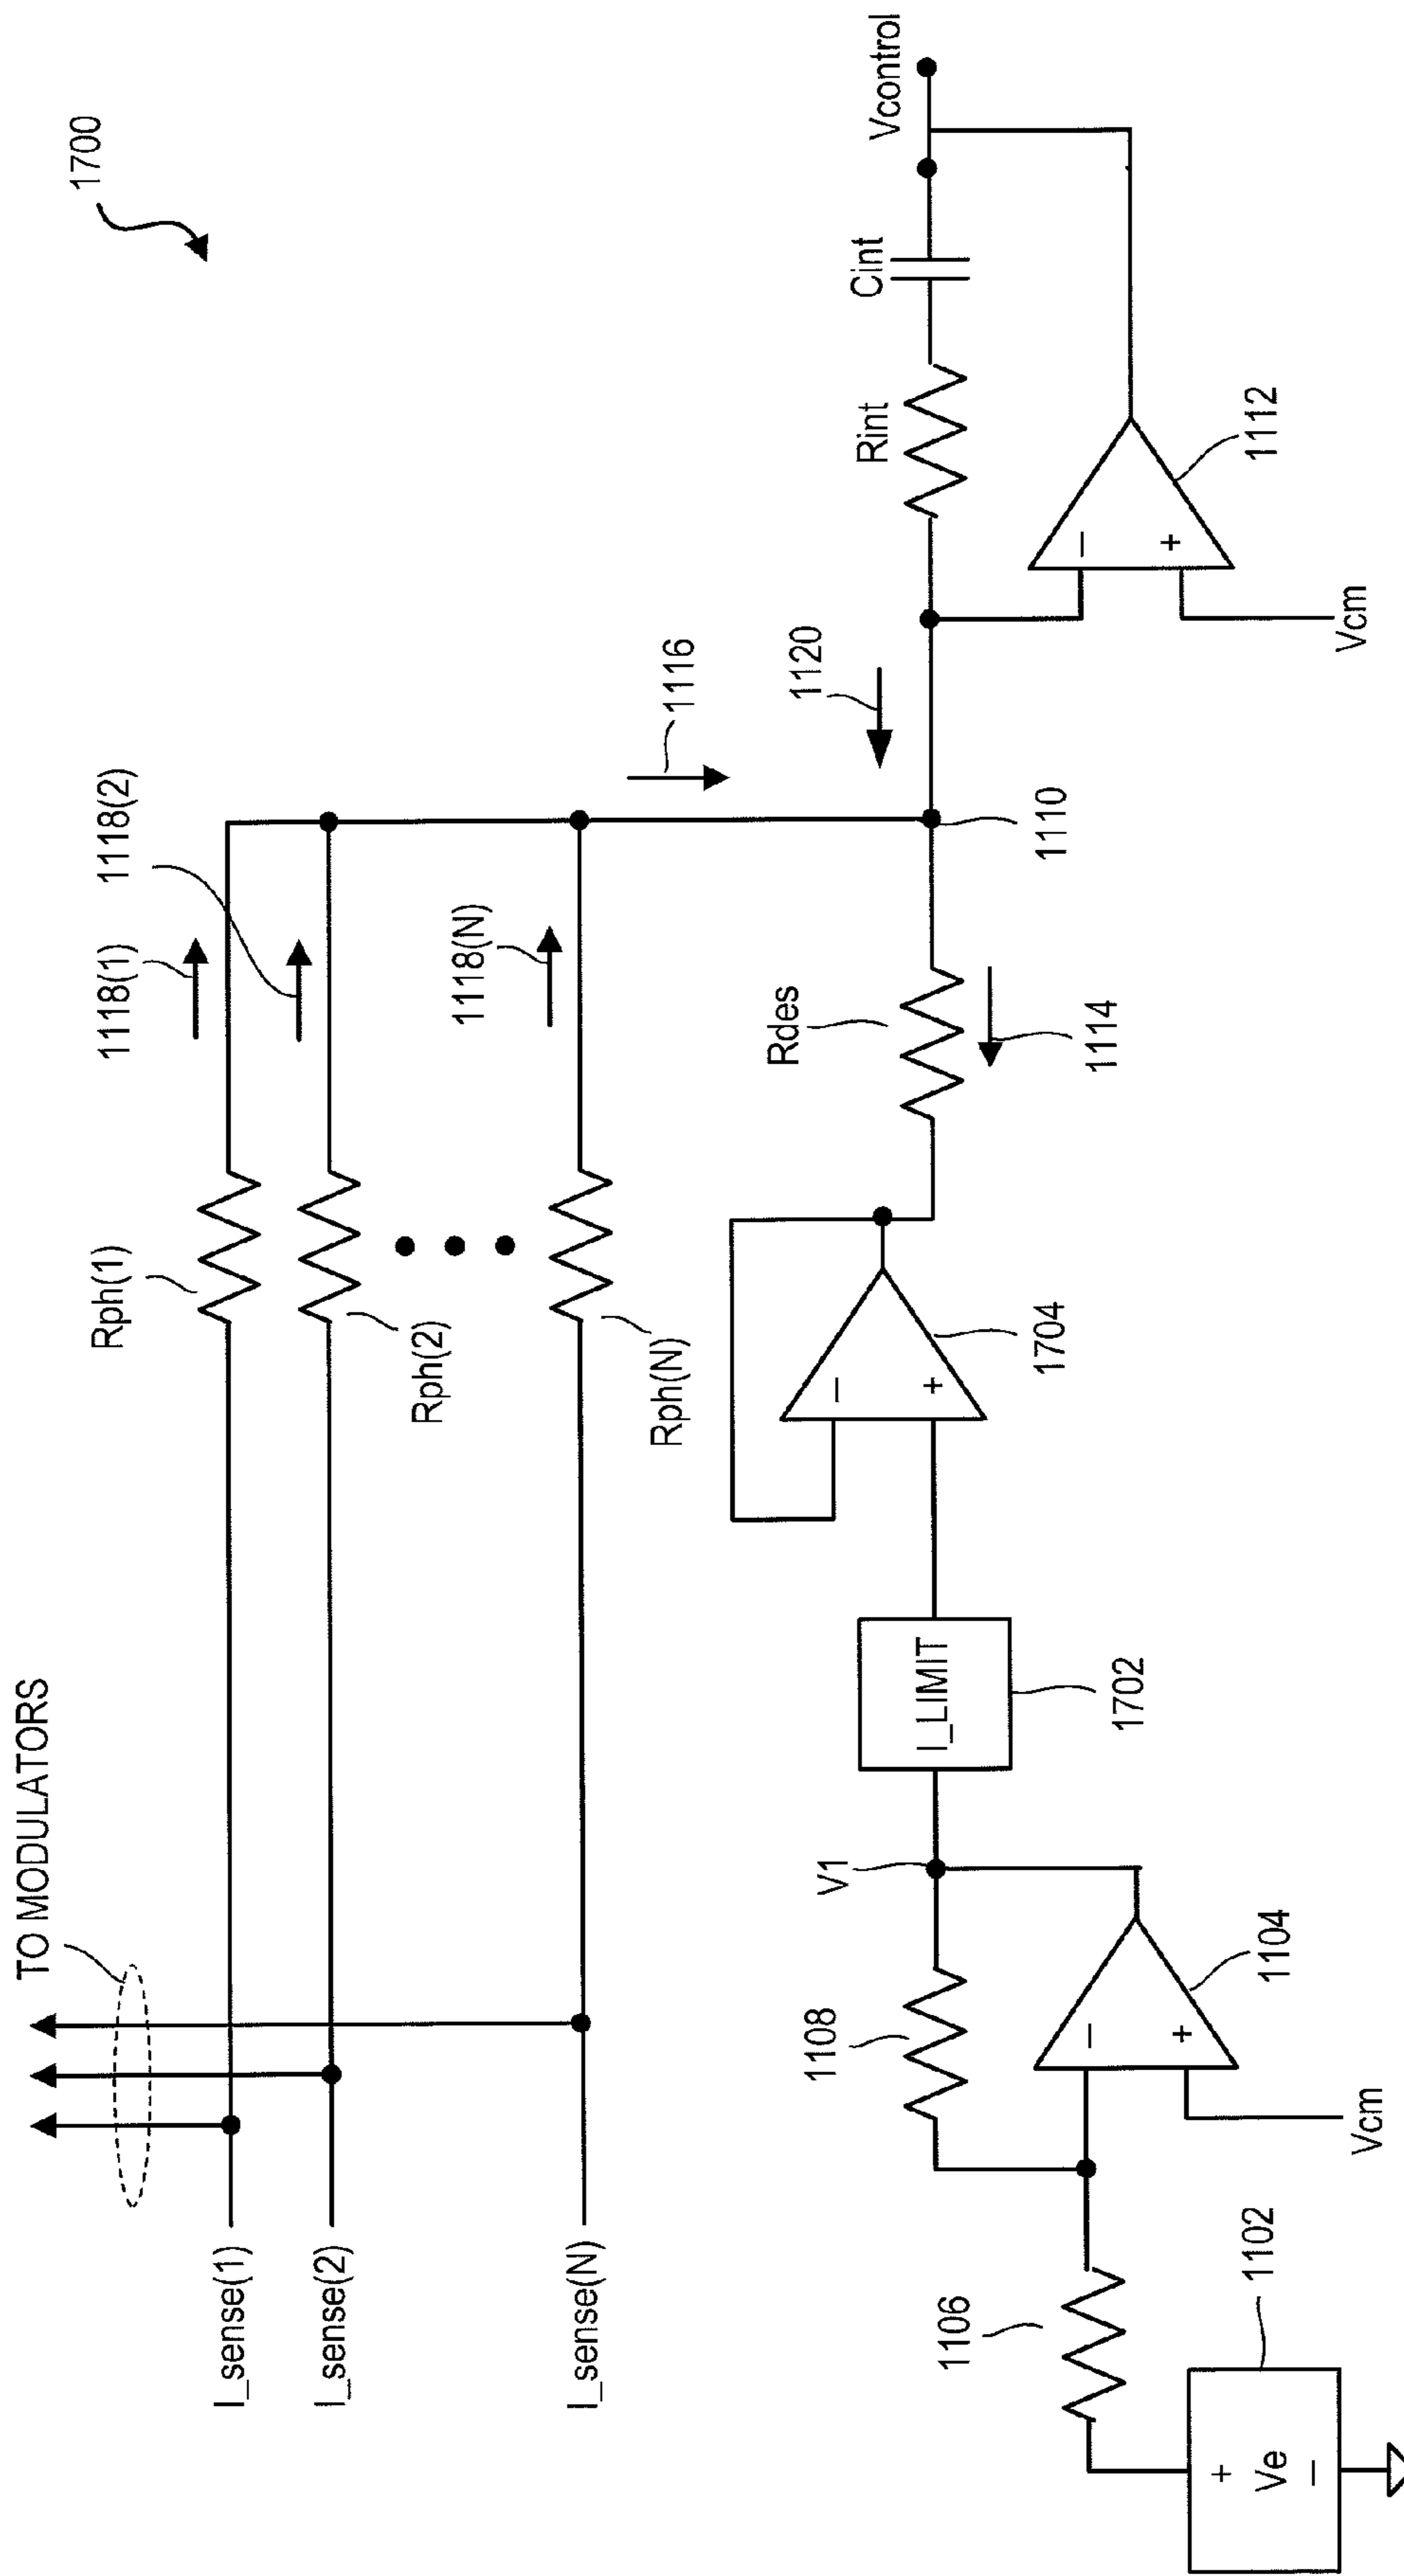 1700
TO MODULATORS
1118(1)
1118(2)
Rph(1)
I_sense(1)
I_sense(2)
Rph(2)
1118(N)
1116
I_sense(N)
Rph(N)
1120
Vcontrol
Cint
Rint
Rdes
1110
1114
-
+
1704
I_LIMIT
1702
V1
1108
-
+
1104
Vcm
-
+
1112
Vcm
1106
1102
+
Ve
-